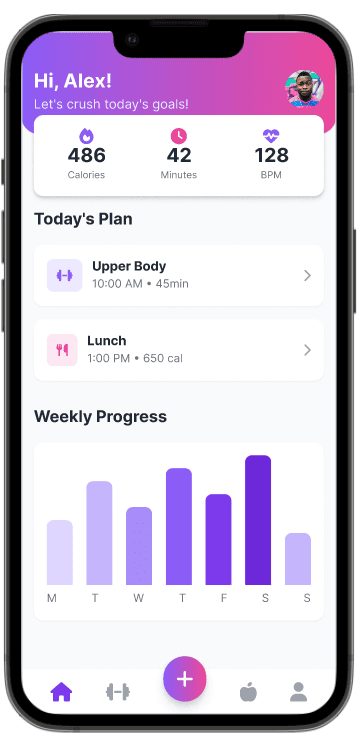 Hi, Alex!
Let's crush today's goals!
486 42 128
Calories Minutes BPM
Today's Plan
Upper Body
10:00 AM • 45min
Lunch
1:00 PM • 650 cal
Weekly Progress
M T W T F S S